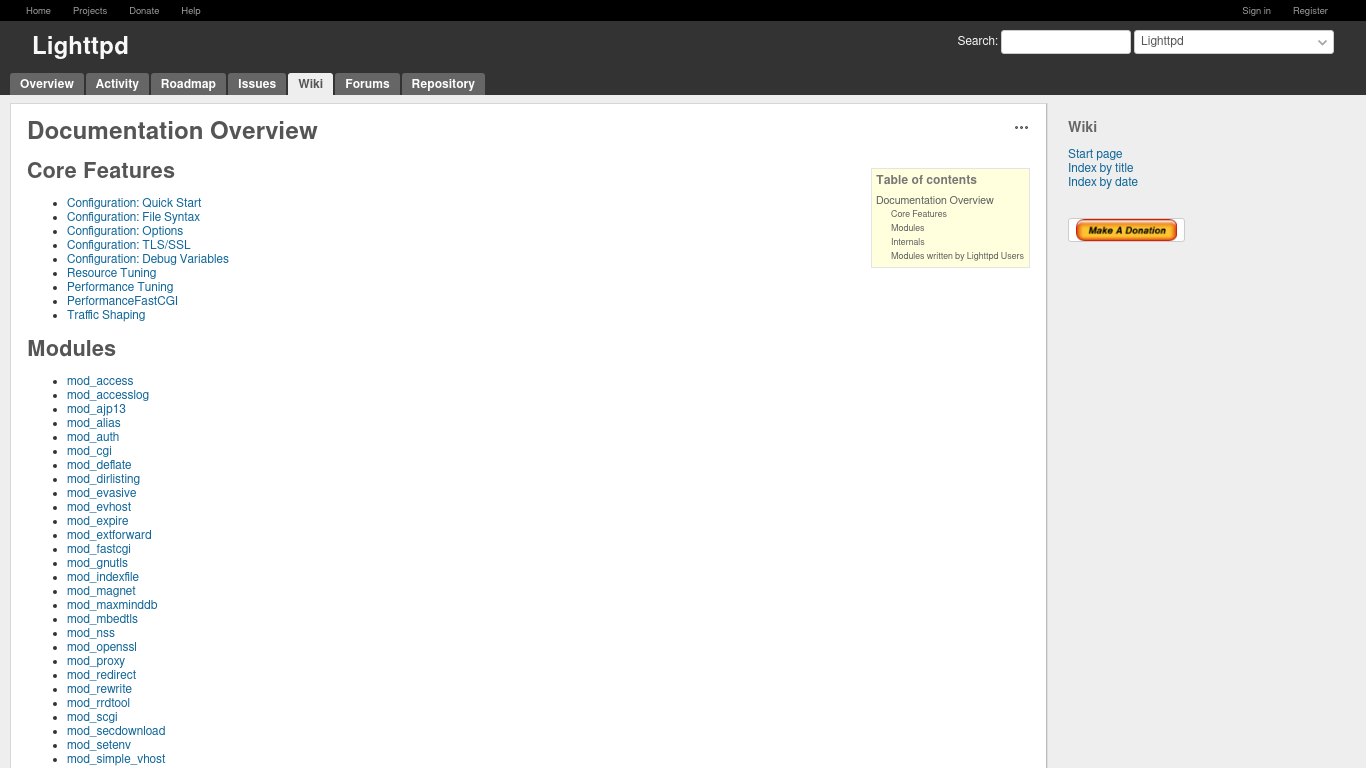 Home Projects Donate Help Sign in Register
Lighttpd
Search: Lighttpd
Overview Activity Roadmap Issues Wiki Forums Repository
Documentation Overview
Core Features
Configuration: Quick Start
Configuration: File Syntax
Configuration: Options
Configuration: TLS/SSL
Configuration: Debug Variables
Resource Tuning
Performance Tuning
PerformanceFastCGI
Traffic Shaping
Table of contents
Documentation Overview
Core Features
Modules
Internals
Modules written by Lighttpd Users
Modules
mod_access
mod_accesslog
mod_ajp13
mod_alias
mod_auth
mod_cgi
mod_deflate
mod_dirlisting
mod_evasive
mod_evhost
mod_expire
mod_extforward
mod_fastcgi
mod_gnutls
mod_indexfile
mod_magnet
mod_maxminddb
mod_mbedtls
mod_nss
mod_openssl
mod_proxy
mod_redirect
mod_rewrite
mod_rrdtool
mod_scgi
mod_secdownload
mod_setenv
mod_simple_vhost
Wiki
Start page
Index by title
Index by date
Make A Donation